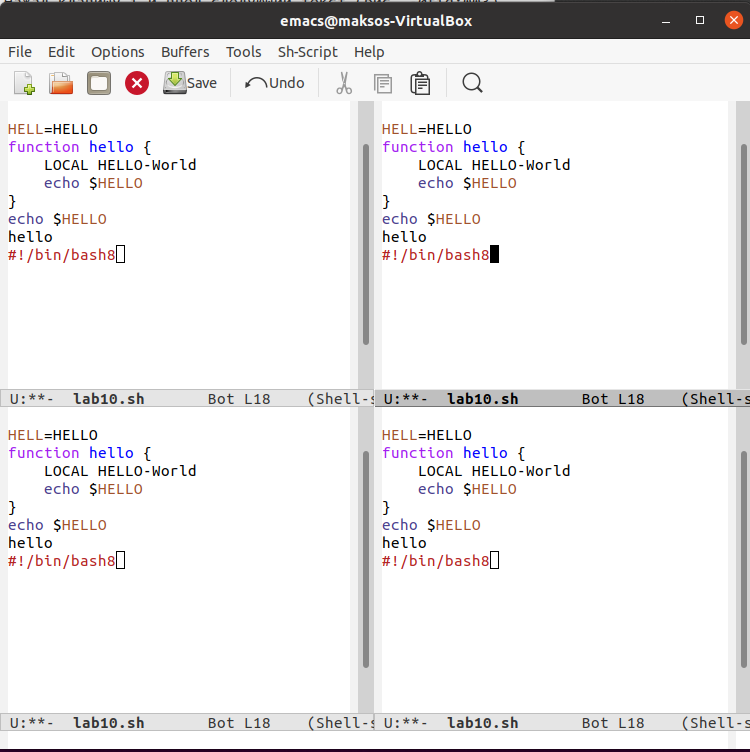 emacs@maksos-VirtualBox
File Edit Options Buffers Tools Sh-Script Help
Save Undo
HELL=HELLO
function hello {
    LOCAL HELLO-World
    echo $HELLO
}
echo $HELLO
hello
#!/bin/bash8
U:**- lab10.sh Bot L18 (Shell-s
HELL=HELLO
function hello {
    LOCAL HELLO-World
    echo $HELLO
}
echo $HELLO
hello
#!/bin/bash8
U:**- lab10.sh Bot L18 (Shell-s
HELL=HELLO
function hello {
    LOCAL HELLO-World
    echo $HELLO
}
echo $HELLO
hello
#!/bin/bash8
U:**- lab10.sh Bot L18 (Shell-s
HELL=HELLO
function hello {
    LOCAL HELLO-World
    echo $HELLO
}
echo $HELLO
hello
#!/bin/bash8
U:**- lab10.sh Bot L18 (Shell-s